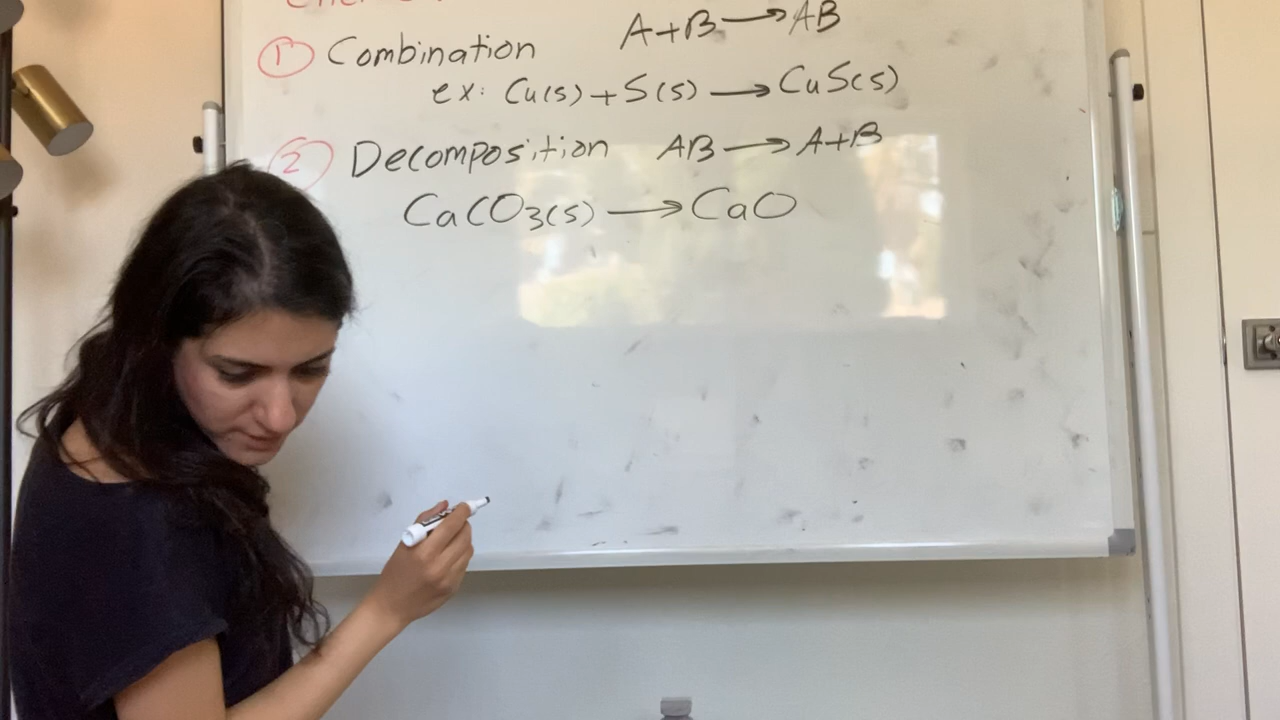 ① Combination A+B→AB
ex: Cu(s)+S(s)→CuS(s)
② Decomposition AB→A+B
CaCO3(s)→CaO